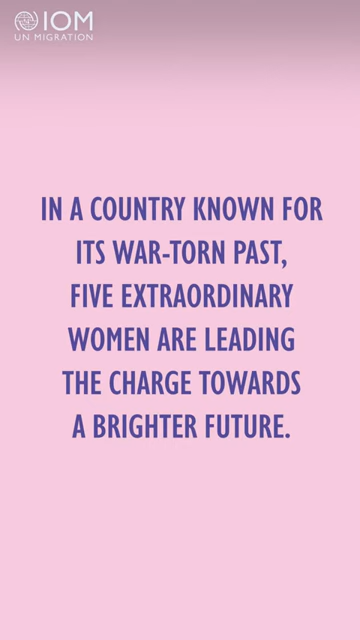 IOM
UN MIGRATION
IN A COUNTRY KNOWN FOR
ITS WAR-TORN PAST,
FIVE EXTRAORDINARY
WOMEN ARE LEADING
THE CHARGE TOWARDS
A BRIGHTER FUTURE.